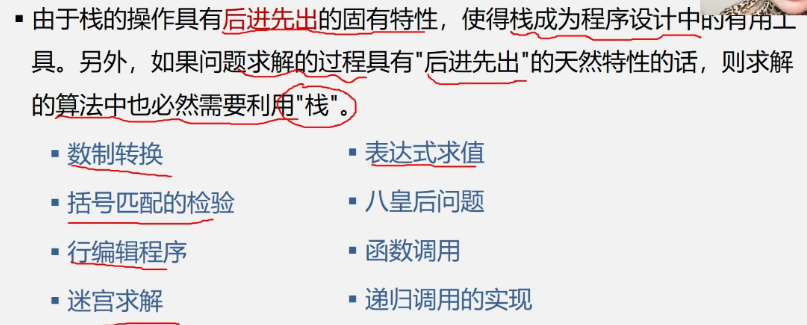 ▪ 由于栈的操作具有后进先出的固有特性，使得栈成为程序设计中的有用工
具。另外，如果问题求解的过程具有"后进先出"的天然特性的话，则求解
的算法中也必然需要利用"栈"。
▪ 数制转换
▪ 括号匹配的检验
▪ 行编辑程序
▪ 迷宫求解
▪ 表达式求值
▪ 八皇后问题
▪ 函数调用
▪ 递归调用的实现